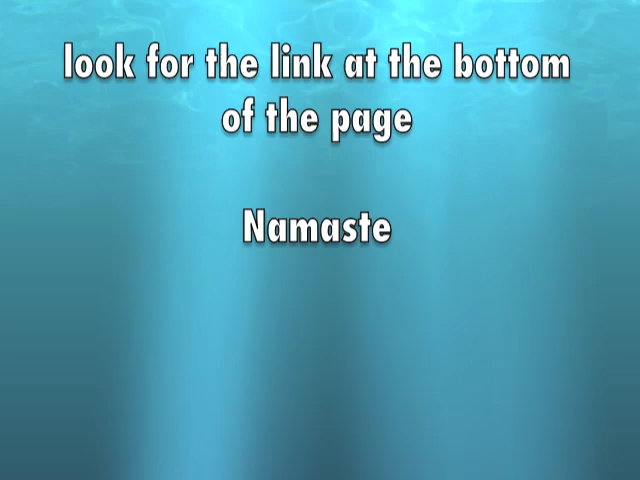 look for the link at the bottom
of the page
Namaste